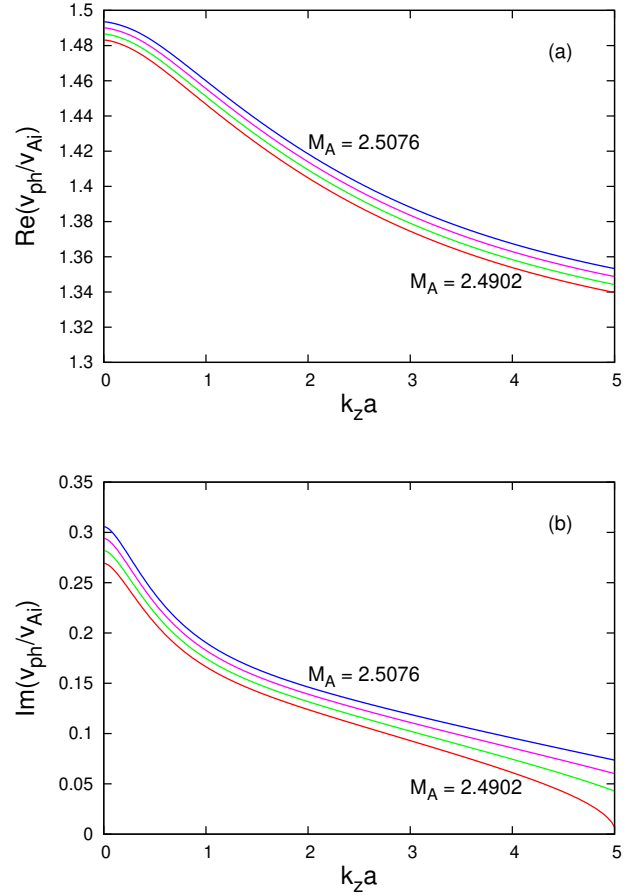 1.5
(a)
1.48
1.46
1.44
M_A = 2.5076
1.42
Re(v_ph/v_Ai)
1.4
1.38
1.36
M_A = 2.4902
1.34
1.32
1.3
0 1 2 3 4 5
k_z a
0.35
(b)
0.3
0.25
0.2
Im(v_ph/v_Ai)
M_A = 2.5076
0.15
0.1
0.05
M_A = 2.4902
0
0 1 2 3 4 5
k_z a